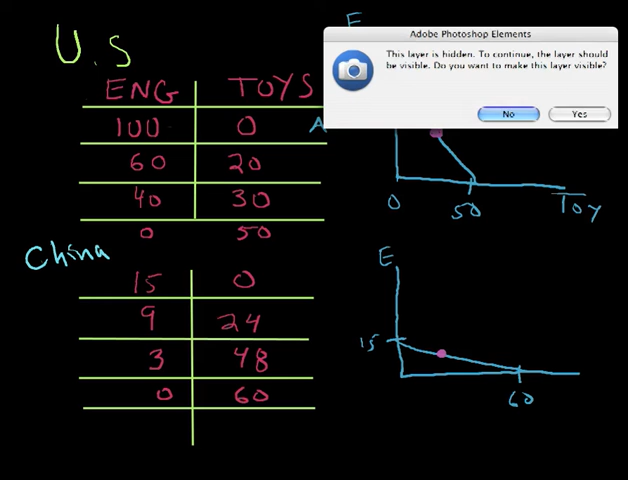 U.S
ENG TOYS
100 0
60 20
40 30
0 50
China
15 0
9 24
3 48
0 60
E
Adobe Photoshop Elements
This layer is hidden. To continue, the layer should
be visible. Do you want to make this layer visible?
No Yes
A
0 50 TOY
E
15
60